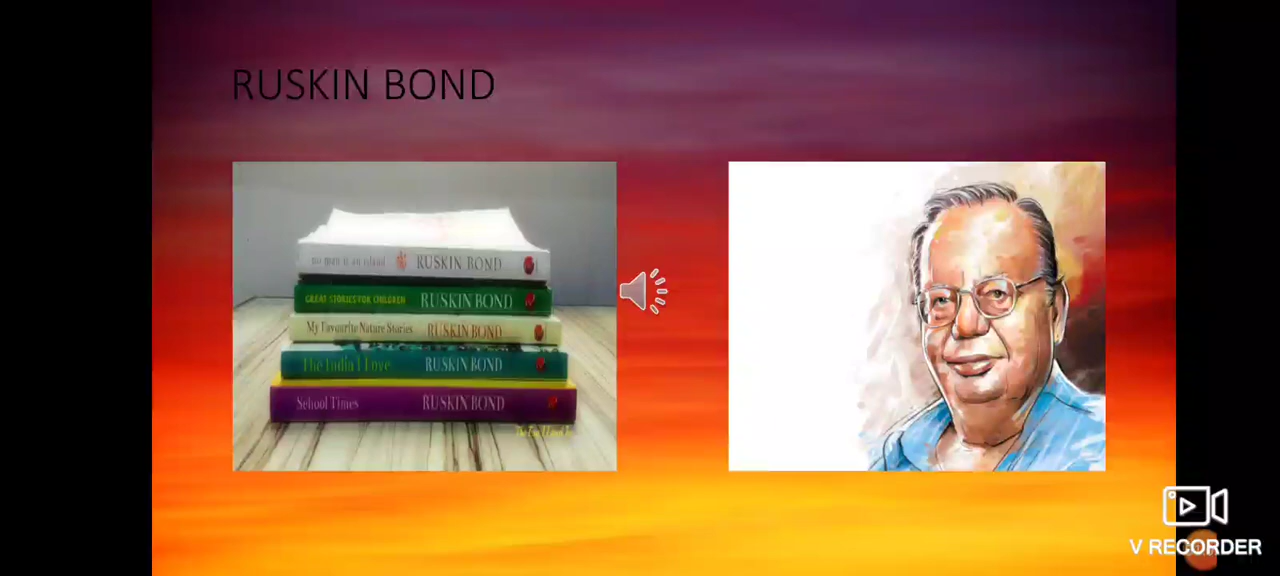 RUSKIN BOND
no man is an island RUSKIN BOND
GREAT STORIES FOR CHILDREN RUSKIN BOND
My Favourite Nature Stories RUSKIN BOND
The India I Love RUSKIN BOND
School Times RUSKIN BOND
V RECORDER